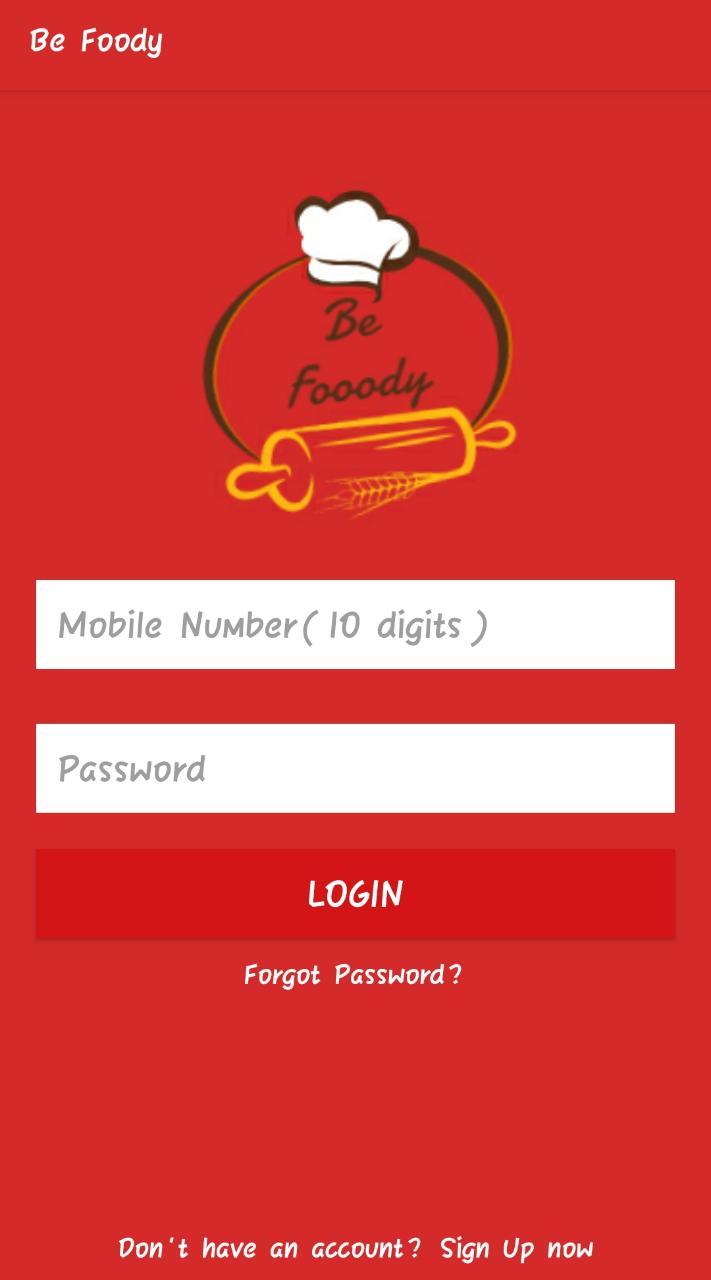 Be Foody
Be
Fooody
Mobile Number( 10 digits )
Password
LOGIN
Forgot Password?
Don't have an account? Sign Up now